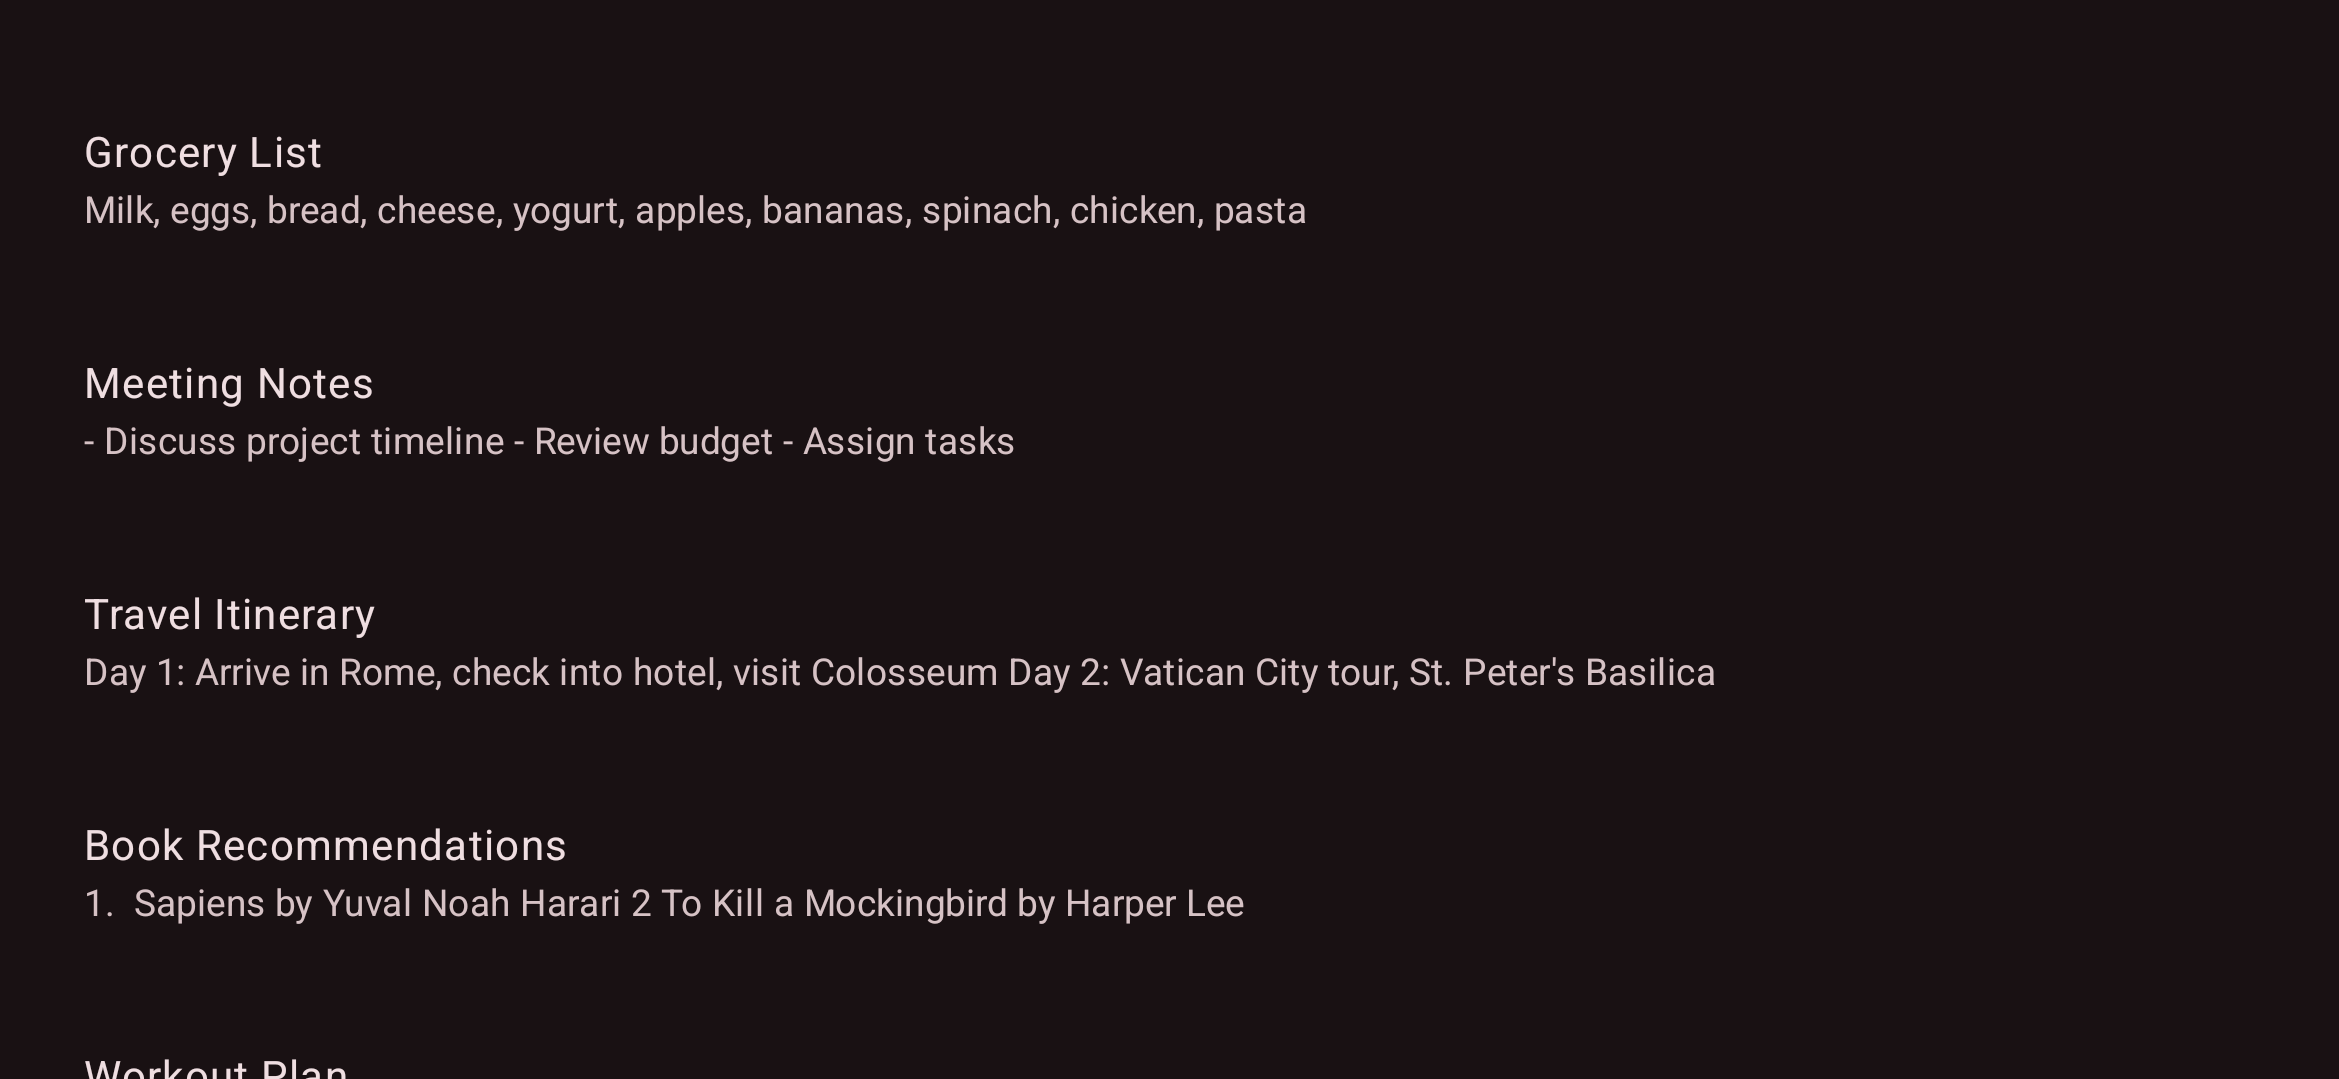 Grocery List
Milk, eggs, bread, cheese, yogurt, apples, bananas, spinach, chicken, pasta
Meeting Notes
- Discuss project timeline - Review budget - Assign tasks
Travel Itinerary
Day 1: Arrive in Rome, check into hotel, visit Colosseum Day 2: Vatican City tour, St. Peter's Basilica
Book Recommendations
1.  Sapiens by Yuval Noah Harari 2 To Kill a Mockingbird by Harper Lee
Workout Plan